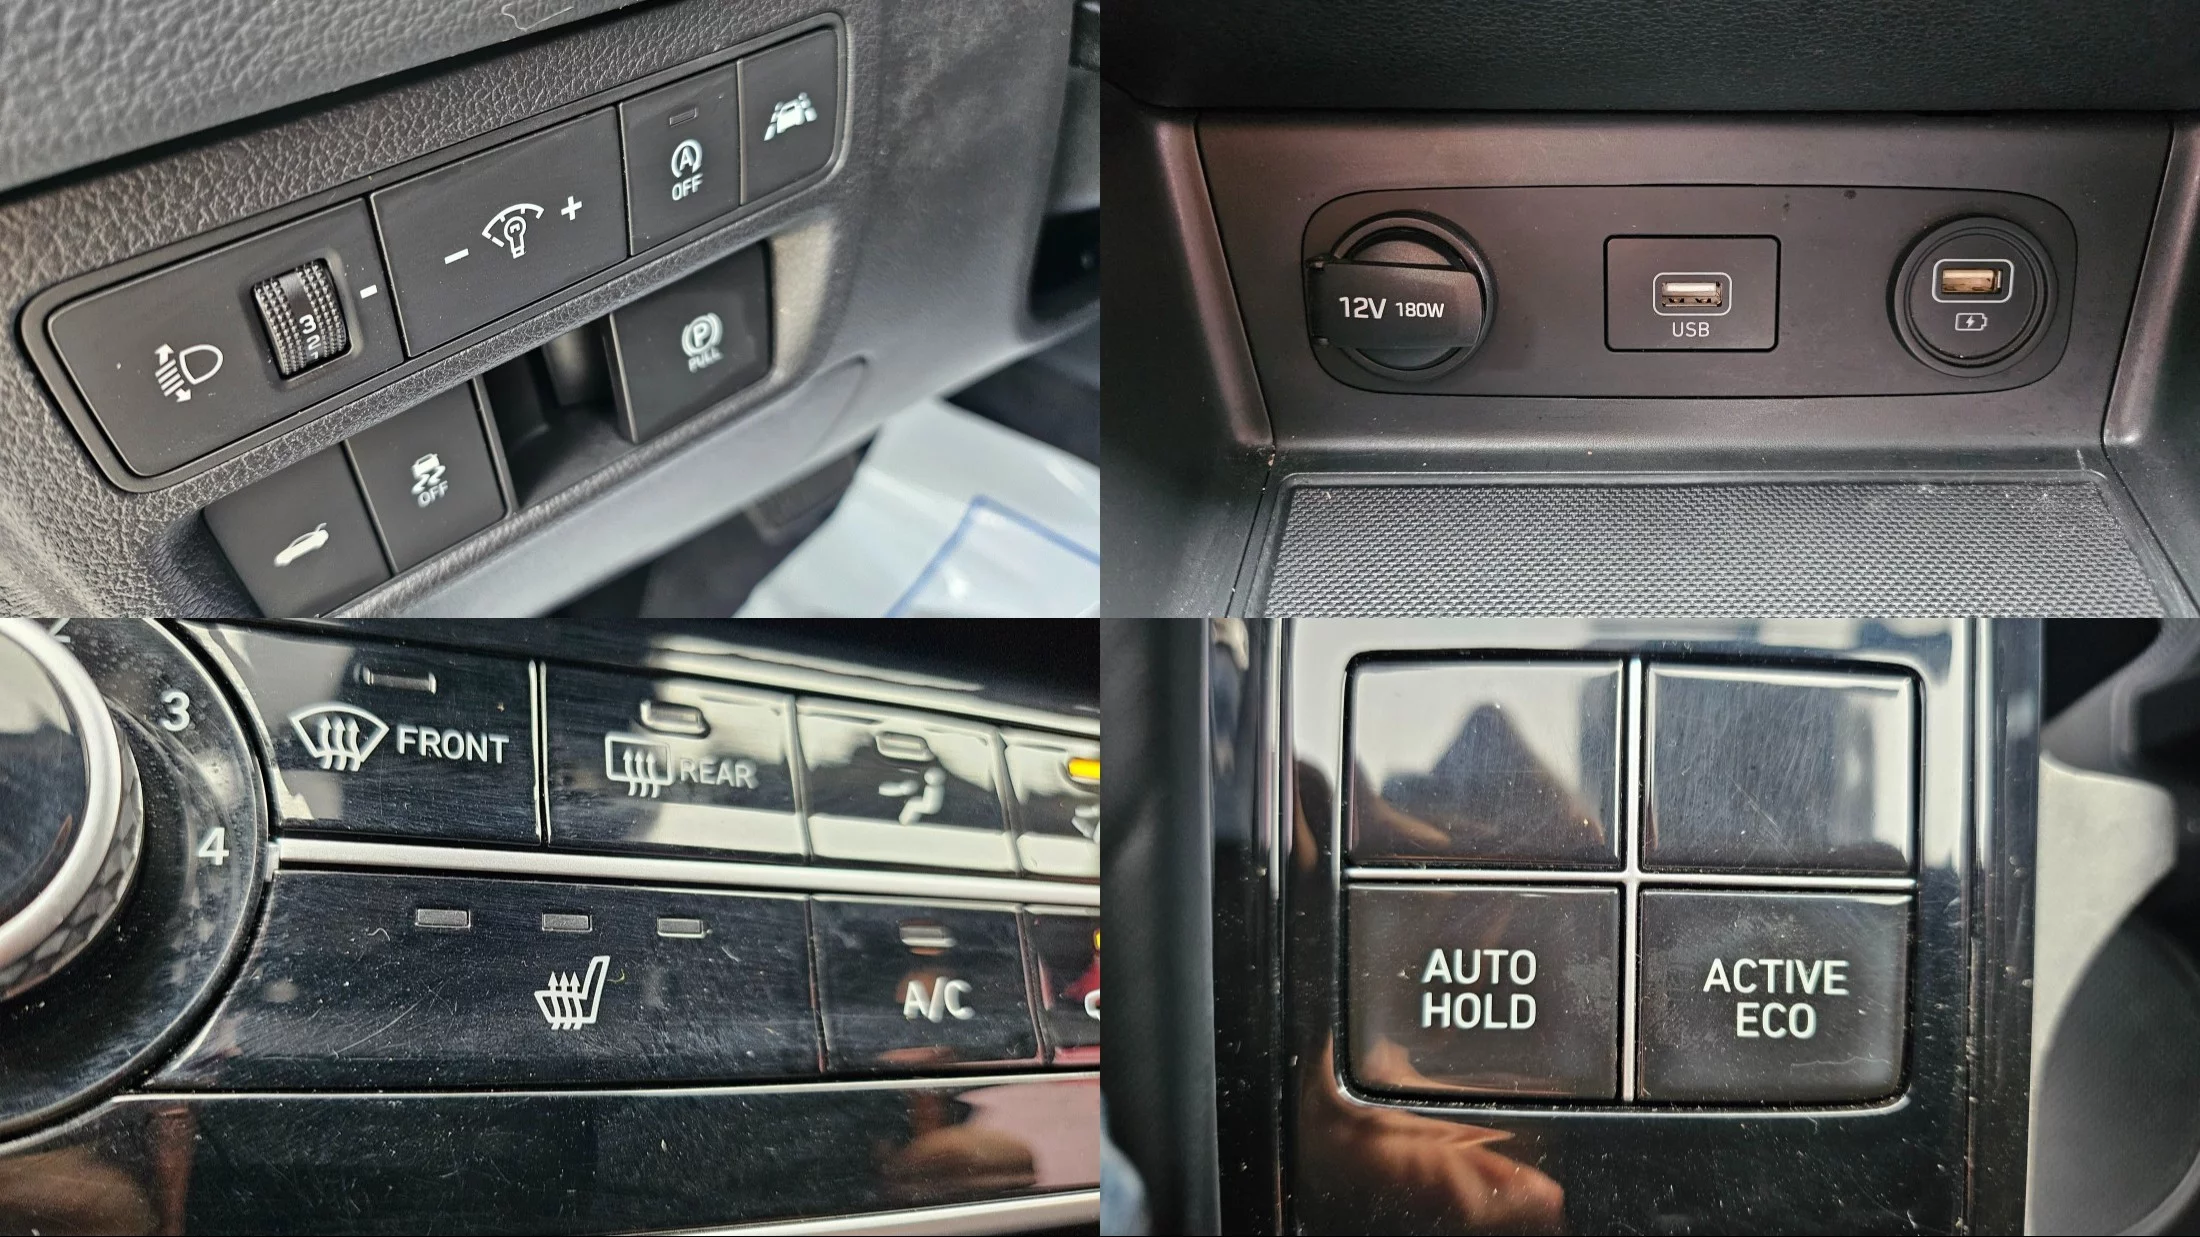 A
OFF
- +
3
2
P
PULL
OFF
12V 180W
USB
3
FRONT
REAR
4
A/C
AUTO
HOLD
ACTIVE
ECO